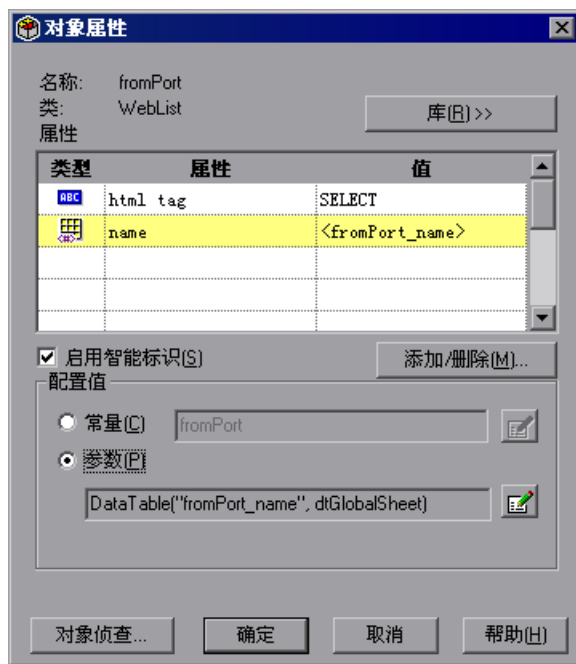 对象属性
名称: fromPort
类: WebList
库(R) >>
属性
类型 属性 值
ABC html tag SELECT
name <fromPort_name>
启用智能标识(S) 添加/删除(M)...
配置值
常量(C) fromPort
参数(P)
DataTable("fromPort_name", dtGlobalSheet)
对象侦查... 确定 取消 帮助(H)